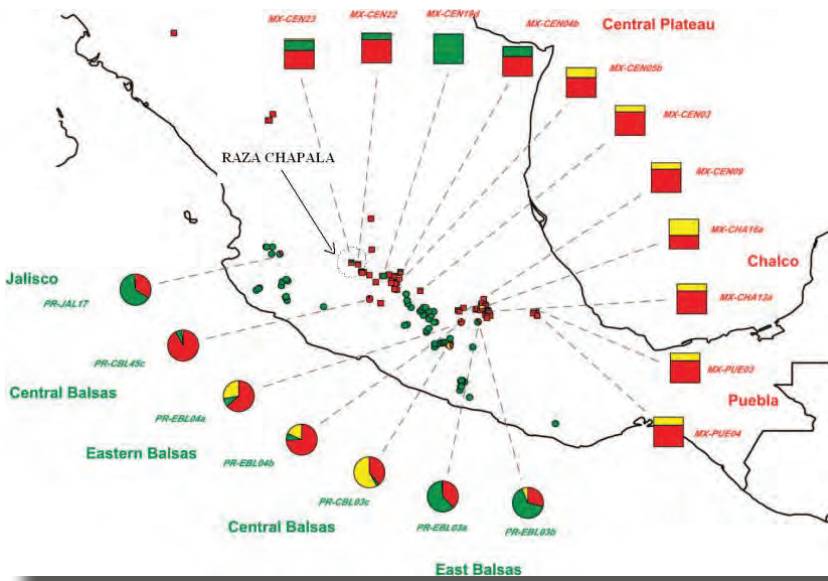 MX-CEN23
MX-CEN22
MX-CEN19d
MX-CEN04b
Central Plateau
MX-CEN05b
MX-CEN03
RAZA CHAPALA
MX-CEN09
MX-CHA16a
Chalco
Jalisco
PR-JAL17
MX-CHA13a
PR-CBL45c
MX-PUE03
Central Balsas
PR-EBL04a
Puebla
MX-PUE04
Eastern Balsas
PR-EBL04b
PR-CBL03c
Central Balsas
PR-EBL03a
PR-EBL03b
East Balsas